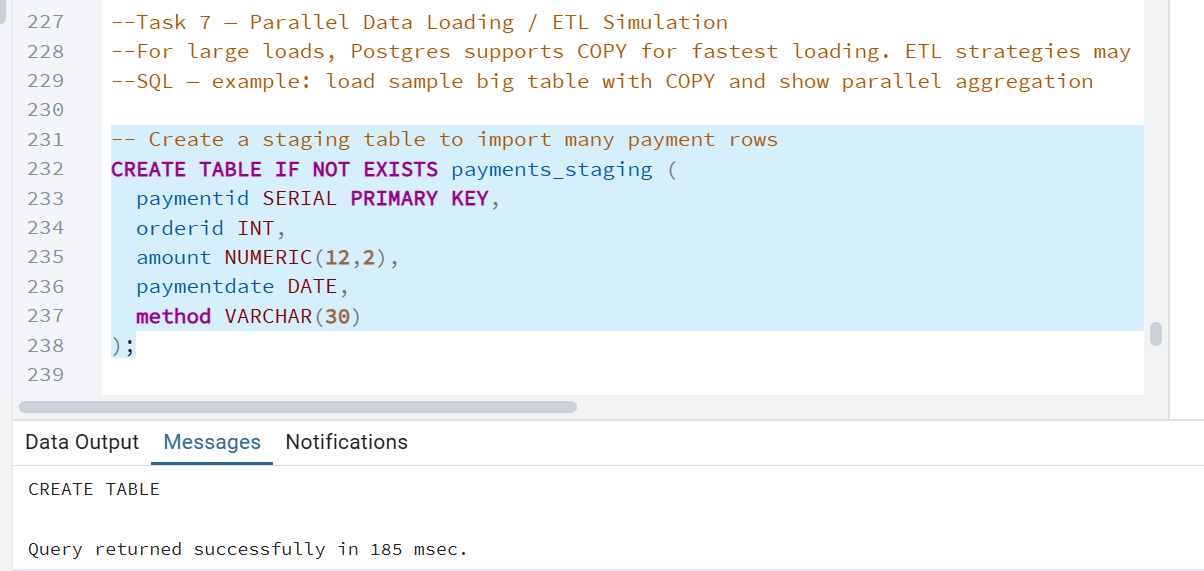 227 --Task 7 — Parallel Data Loading / ETL Simulation
228 --For large loads, Postgres supports COPY for fastest loading. ETL strategies may
229 --SQL — example: load sample big table with COPY and show parallel aggregation
230
231 -- Create a staging table to import many payment rows
232 CREATE TABLE IF NOT EXISTS payments_staging (
233   paymentid SERIAL PRIMARY KEY,
234   orderid INT,
235   amount NUMERIC(12,2),
236   paymentdate DATE,
237   method VARCHAR(30)
238 );
239
Data Output Messages Notifications
CREATE TABLE
Query returned successfully in 185 msec.